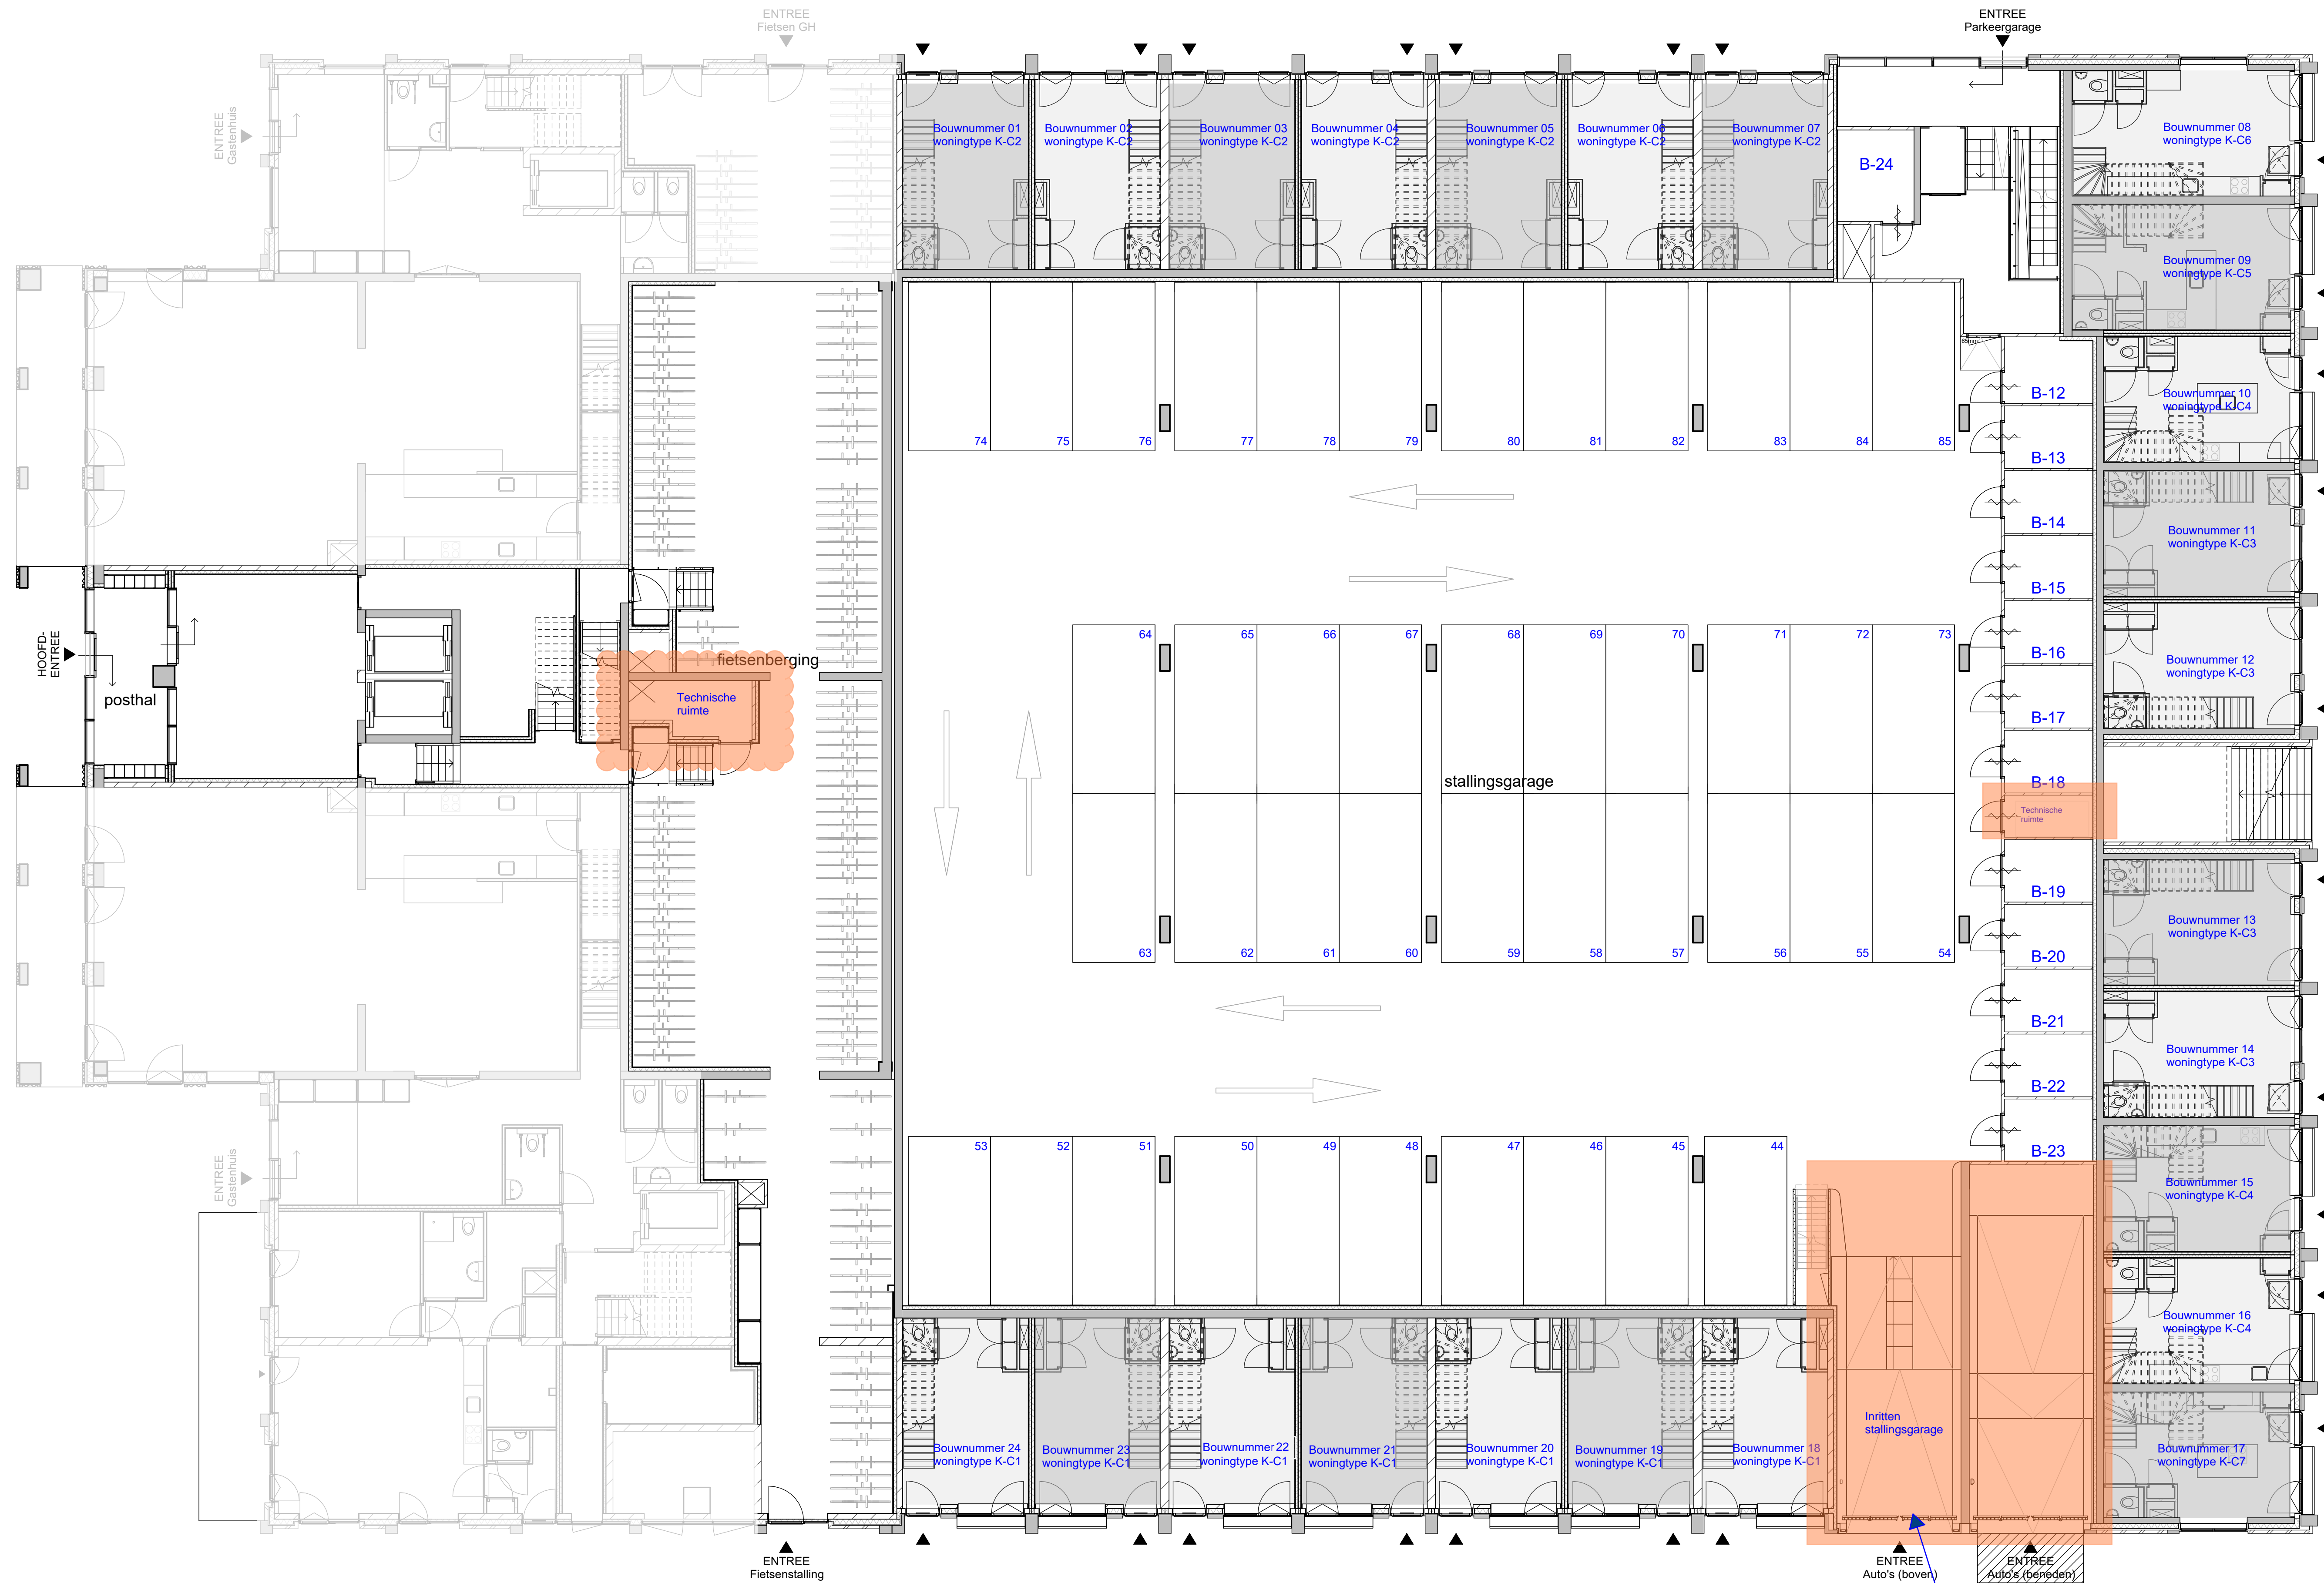 ENTREE
Fietsen GH
ENTREE
Parkeergarage
ENTREE
Gastenhuis
Bouwnummer 01
woningtype K-C2
Bouwnummer 02
woningtype K-C2
Bouwnummer 03
woningtype K-C2
Bouwnummer 04
woningtype K-C2
Bouwnummer 05
woningtype K-C2
Bouwnummer 06
woningtype K-C2
Bouwnummer 07
woningtype K-C2
B-24
Bouwnummer 08
woningtype K-C6
Bouwnummer 09
woningtype K-C5
65mm
Bouwnummer 10
woningtype K-C4
B-12
74
75
76
77
78
79
80
81
82
83
84
85
B-13
B-14
Bouwnummer 11
woningtype K-C3
B-15
HOOFD-
ENTREE
posthal
fietsenberging
Technische
ruimte
64
65
66
67
68
69
70
71
72
73
B-16
Bouwnummer 12
woningtype K-C3
B-17
stallingsgarage
B-18
Technische
ruimte
B-19
Bouwnummer 13
woningtype K-C3
63
62
61
60
59
58
57
56
55
54
B-20
B-21
Bouwnummer 14
woningtype K-C3
B-22
53
52
51
50
49
48
47
46
45
44
B-23
ENTREE
Gastenhuis
Bouwnummer 15
woningtype K-C4
Bouwnummer 16
woningtype K-C4
Inritten
stallingsgarage
Bouwnummer 24
woningtype K-C1
Bouwnummer 23
woningtype K-C1
Bouwnummer 22
woningtype K-C1
Bouwnummer 21
woningtype K-C1
Bouwnummer 20
woningtype K-C1
Bouwnummer 19
woningtype K-C1
Bouwnummer 18
woningtype K-C1
Bouwnummer 17
woningtype K-C7
ENTREE
Fietsenstalling
ENTREE
Auto's (boven)
ENTREE
Auto's (beneden)